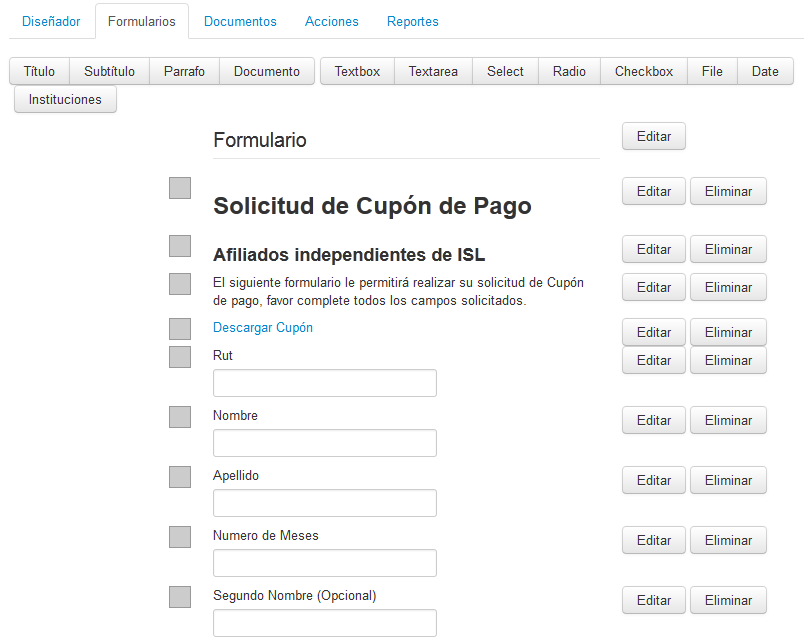 Diseñador Formularios Documentos Acciones Reportes
Título Subtítulo Parrafo Documento Textbox Textarea Select Radio Checkbox File Date
Instituciones
Formulario Editar
Solicitud de Cupón de Pago Editar Eliminar
Afiliados independientes de ISL Editar Eliminar
El siguiente formulario le permitirá realizar su solicitud de Cupón Editar Eliminar
de pago, favor complete todos los campos solicitados.
Descargar Cupón Editar Eliminar
Rut Editar Eliminar
Nombre Editar Eliminar
Apellido Editar Eliminar
Numero de Meses Editar Eliminar
Segundo Nombre (Opcional) Editar Eliminar